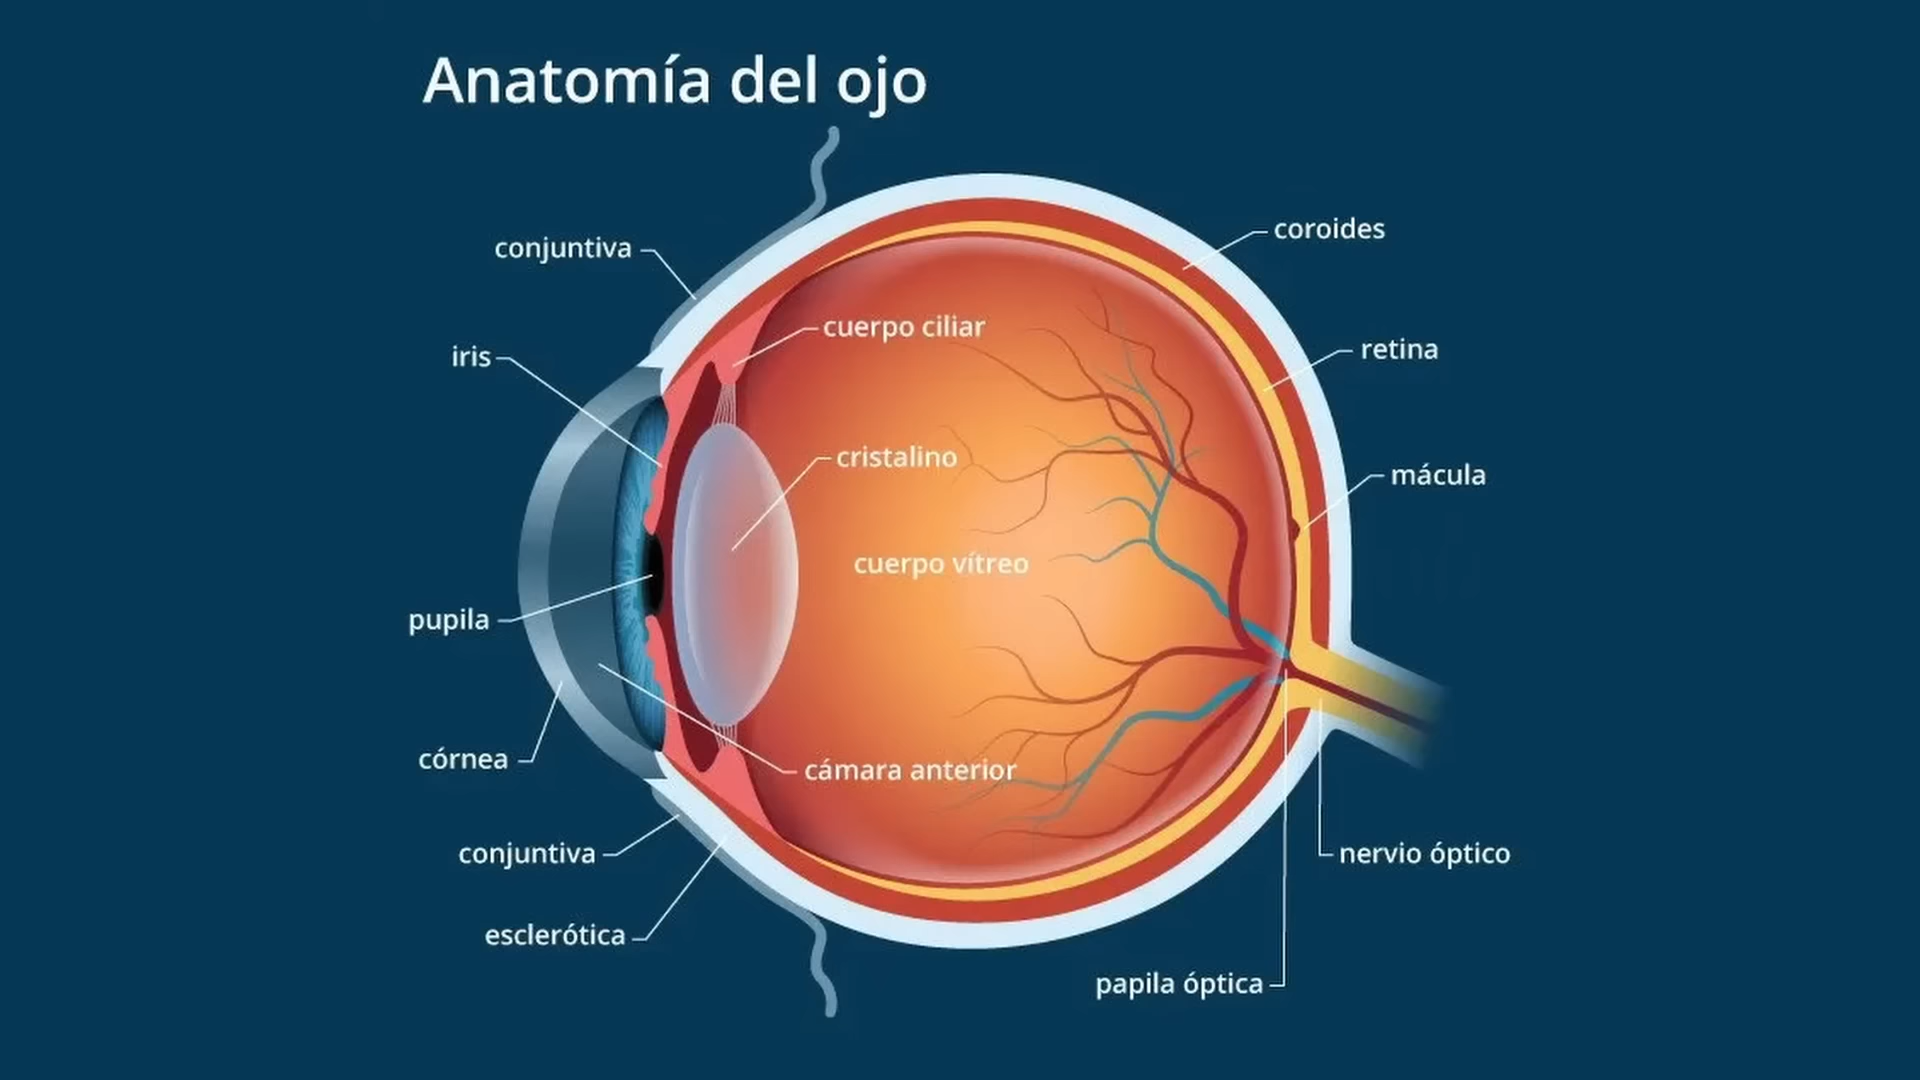 Anatomía del ojo
conjuntiva
coroides
cuerpo ciliar
iris
retina
cristalino
mácula
cuerpo vítreo
pupila
córnea
cámara anterior
conjuntiva
nervio óptico
esclerótica
papila óptica